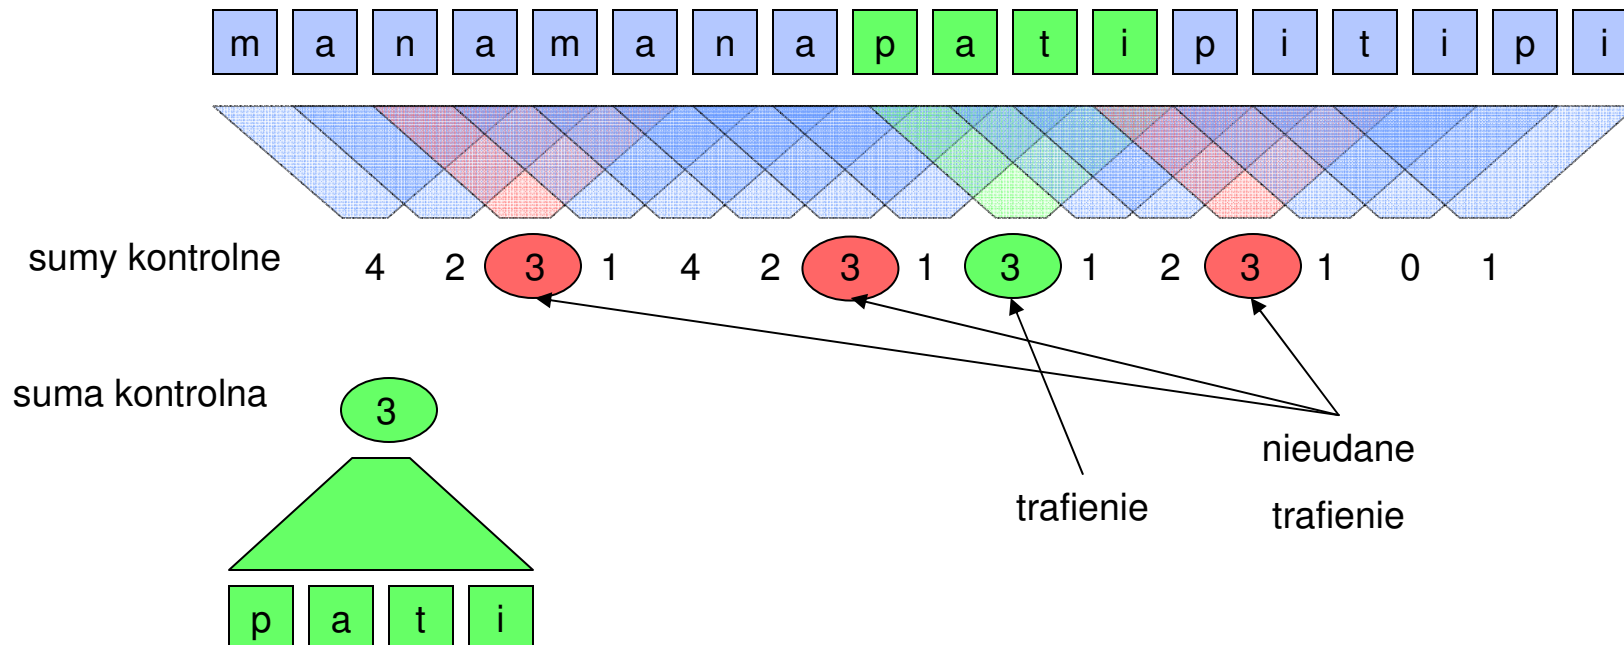 m a n a m a n a p a t i p i t i p i
sumy kontrolne 4 2 3 1 4 2 3 1 3 1 2 3 1 0 1
suma kontrolna 3
nieudane
trafienie
trafienie
p a t i